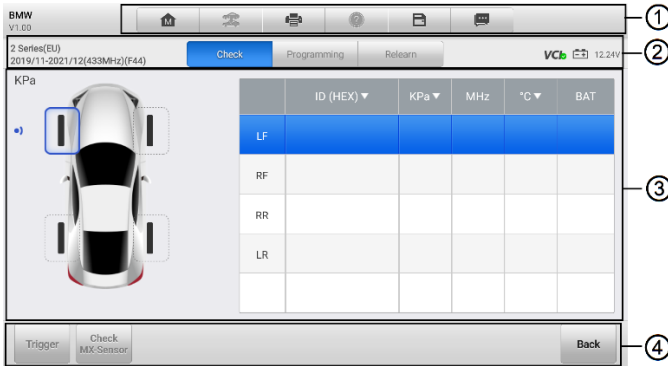 BMW
V1.00
①
2 Series(EU)
2019/11-2021/12(433MHz)(F44)
Check
Programming
Relearn
VCI
12.24V
②
KPa
ID (HEX)▼ KPa▼ MHz °C▼ BAT
LF
RF
RR
LR
③
Trigger
Check
MX-Sensor
Back
④